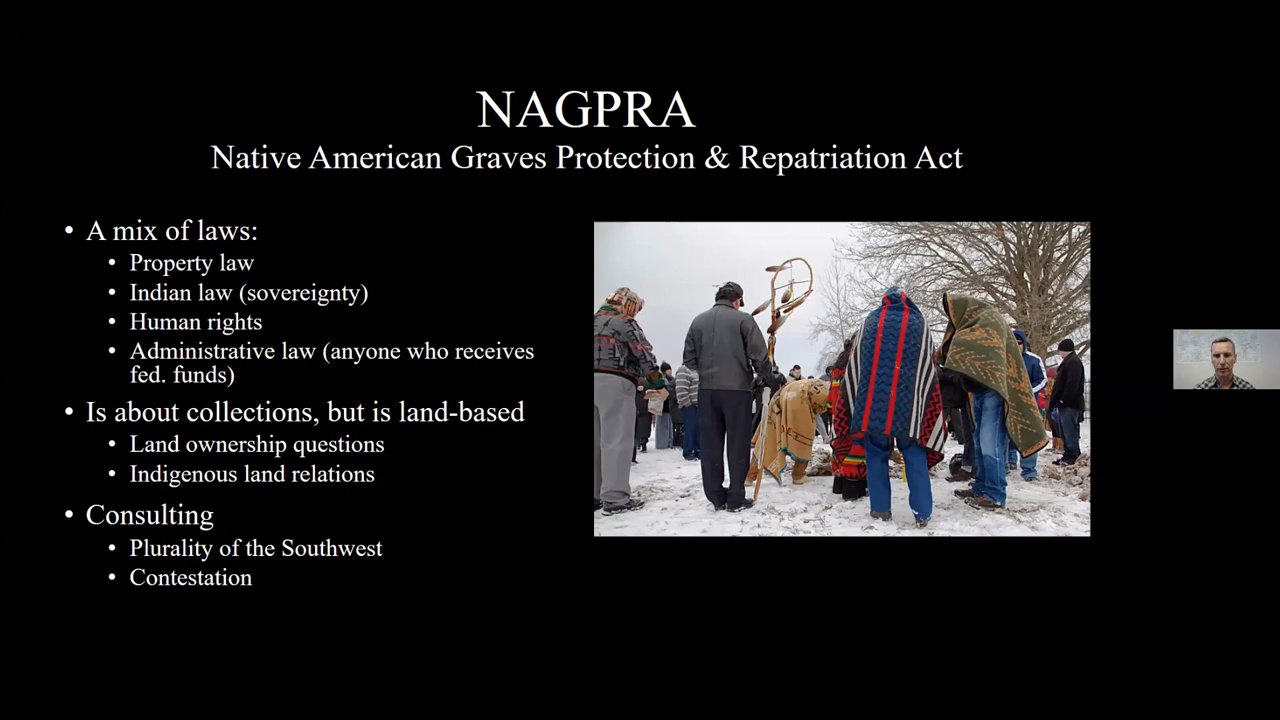 NAGPRA
Native American Graves Protection & Repatriation Act
• A mix of laws:
• Property law
• Indian law (sovereignty)
• Human rights
• Administrative law (anyone who receives
fed. funds)
• Is about collections, but is land-based
• Land ownership questions
• Indigenous land relations
• Consulting
• Plurality of the Southwest
• Contestation